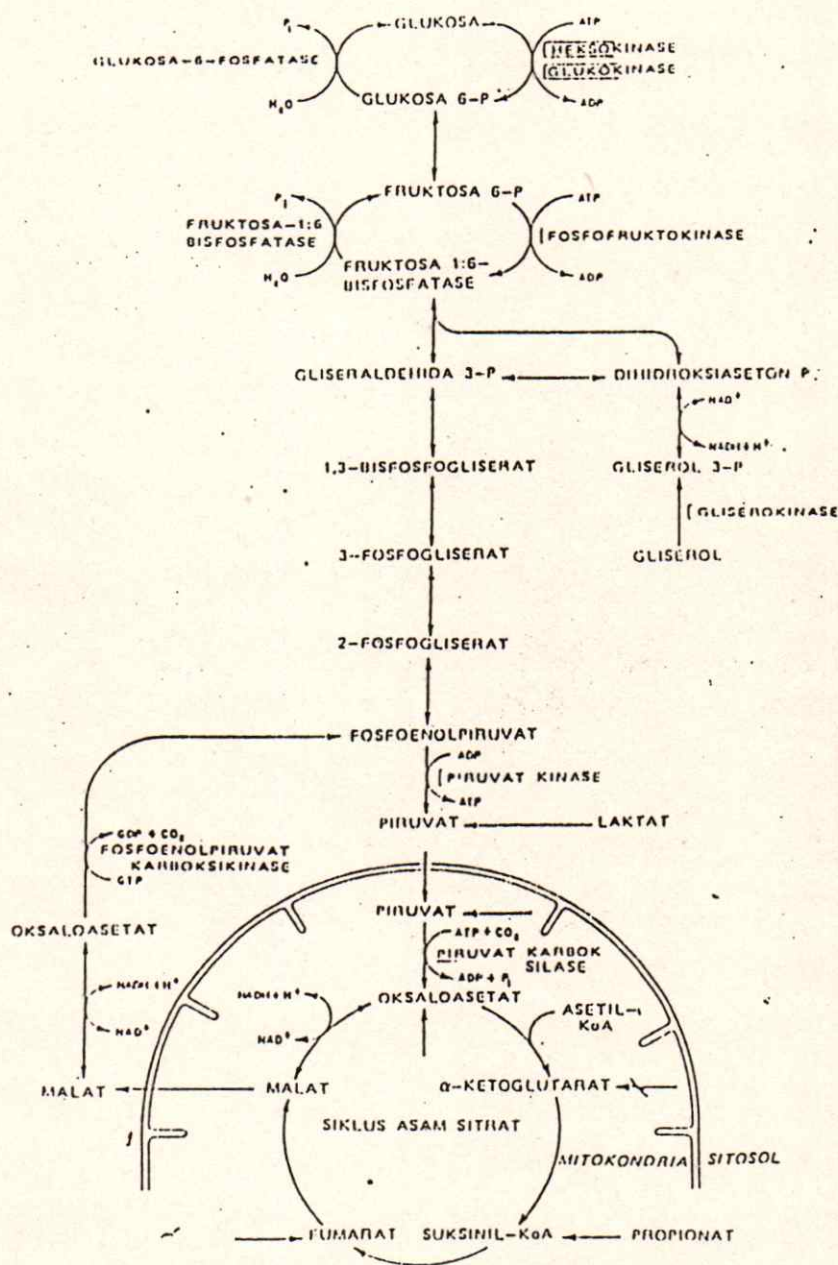 Pi
GLUKOSA
ATP
GLUKOSA-6-FOSFATASE
HEKSOKINASE
GLUKOKINASE
H₂O
GLUKOSA 6-P
ADP
Pi
FRUKTOSA 6-P
ATP
FRUKTOSA-1:6
BISFOSFATASE
FOSFOFRUKTOKINASE
H₂O
FRUKTOSA 1:6-
BISFOSFATASE
ADP
GLISERALDEHIDA 3-P
DIHIDROKSIASETON P
NAD⁺
NADH+H⁺
1,3-BISFOSFOGLISERAT
GLISEROL 3-P
GLISEROKINASE
3-FOSFOGLISERAT
GLISEROL
2-FOSFOGLISERAT
FOSFOENOLPIRUVAT
ADP
PIRUVAT KINASE
ATP
PIRUVAT
LAKTAT
GDP + CO₂
FOSFOENOLPIRUVAT
KARBOKSIKINASE
GTP
PIRUVAT
OKSALOASETAT
ATP + CO₂
PIRUVAT KARBOK
SILASE
ADP + Pi
NADH+H⁺
NADH+H⁺
OKSALOASETAT
ASETIL-
KoA
NAD⁺
NAD⁺
MALAT
MALAT
α-KETOGLUTARAT
SIKLUS ASAM SITRAT
MITOKONDRIA
SITOSOL
FUMARAT
SUKSINIL-KoA
PROPIONAT